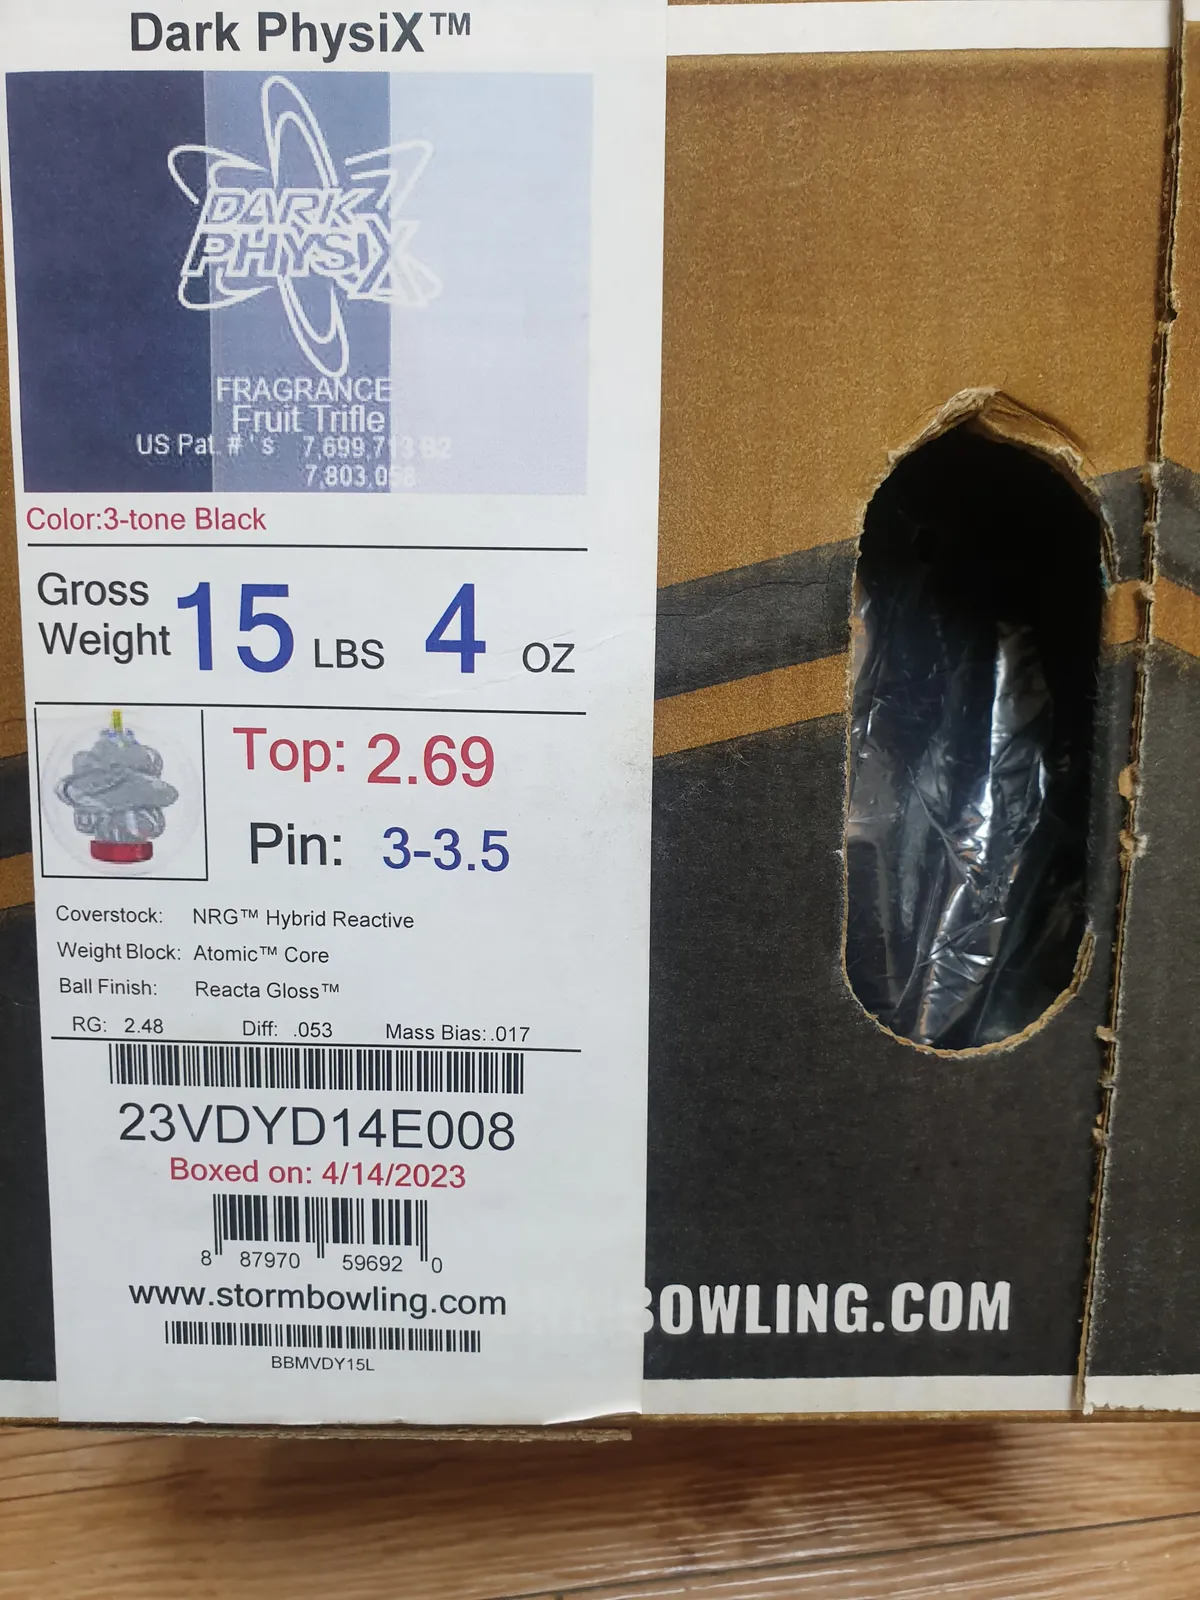 Dark PhysiX™
DARK
PHYSIX
FRAGRANCE
Fruit Trifle
US Pat. #'s 7,699,713 B2
7,803,058
Color:3-tone Black
Gross
Weight 15 LBS 4 OZ
Top: 2.69
Pin: 3-3.5
Coverstock: NRG™ Hybrid Reactive
Weight Block: Atomic™ Core
Ball Finish: Reacta Gloss™
RG: 2.48 Diff: .053 Mass Bias:.017
23VDYD14E008
Boxed on: 4/14/2023
8 87970 59692 0
www.stormbowling.com
BBMVDY15L
BOWLING.COM